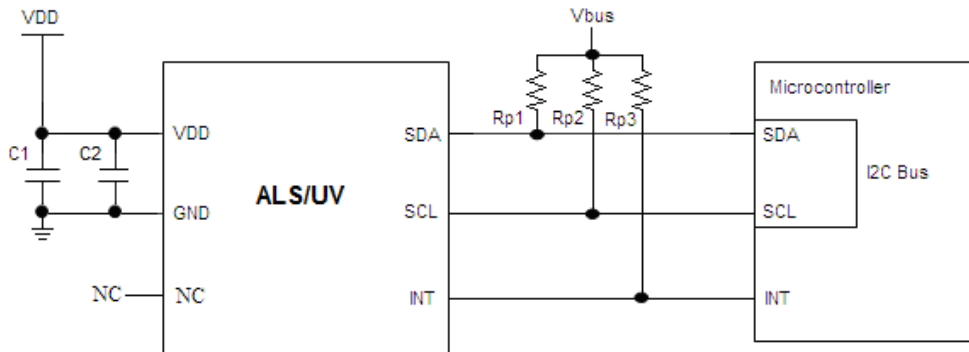 VDD
Vbus
Microcontroller
Rp1 Rp2 Rp3
VDD SDA SDA
C1 C2
I2C Bus
ALS/UV
GND SCL SCL
NC NC INT INT